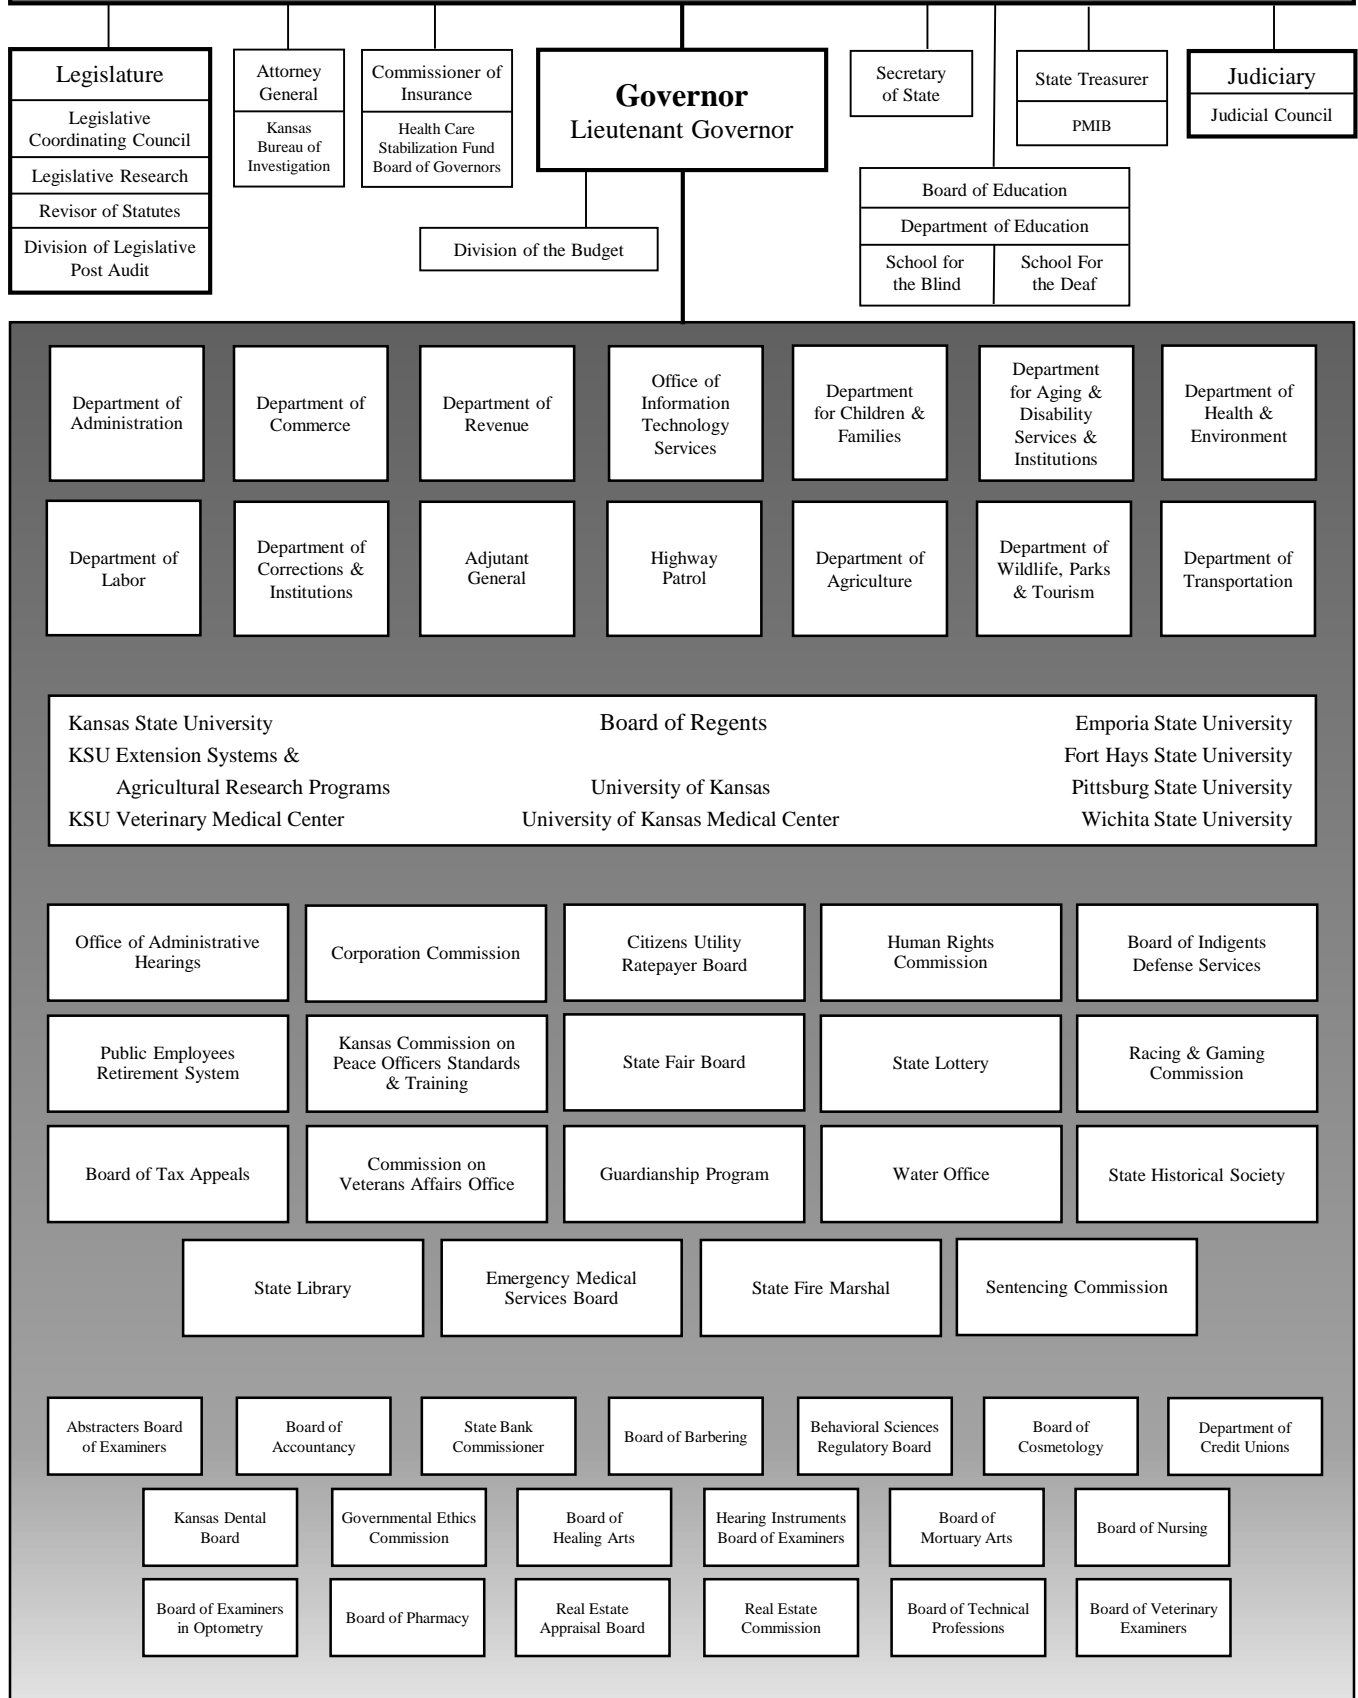 Legislature
Legislative
Coordinating Council
Legislative Research
Revisor of Statutes
Division of Legislative
Post Audit
Attorney
General
Kansas
Bureau of
Investigation
Commissioner of
Insurance
Health Care
Stabilization Fund
Board of Governors
Governor
Lieutenant Governor
Division of the Budget
Secretary
of State
Board of Education
Department of Education
School for
the Blind
School For
the Deaf
State Treasurer
PMIB
Judiciary
Judicial Council
Department of
Administration
Department of
Commerce
Department of
Revenue
Office of
Information
Technology
Services
Department
for Children &
Families
Department
for Aging &
Disability
Services &
Institutions
Department of
Health &
Environment
Department of
Labor
Department of
Corrections &
Institutions
Adjutant
General
Highway
Patrol
Department of
Agriculture
Department of
Wildlife, Parks
& Tourism
Department of
Transportation
Kansas State University
KSU Extension Systems &
Agricultural Research Programs
KSU Veterinary Medical Center
Board of Regents
University of Kansas
University of Kansas Medical Center
Emporia State University
Fort Hays State University
Pittsburg State University
Wichita State University
Office of Administrative
Hearings
Corporation Commission
Citizens Utility
Ratepayer Board
Human Rights
Commission
Board of Indigents
Defense Services
Public Employees
Retirement System
Kansas Commission on
Peace Officers Standards
& Training
State Fair Board
State Lottery
Racing & Gaming
Commission
Board of Tax Appeals
Commission on
Veterans Affairs Office
Guardianship Program
Water Office
State Historical Society
State Library
Emergency Medical
Services Board
State Fire Marshal
Sentencing Commission
Abstracters Board
of Examiners
Board of
Accountancy
State Bank
Commissioner
Board of Barbering
Behavioral Sciences
Regulatory Board
Board of
Cosmetology
Department of
Credit Unions
Kansas Dental
Board
Governmental Ethics
Commission
Board of
Healing Arts
Hearing Instruments
Board of Examiners
Board of
Mortuary Arts
Board of Nursing
Board of Examiners
in Optometry
Board of Pharmacy
Real Estate
Appraisal Board
Real Estate
Commission
Board of Technical
Professions
Board of Veterinary
Examiners